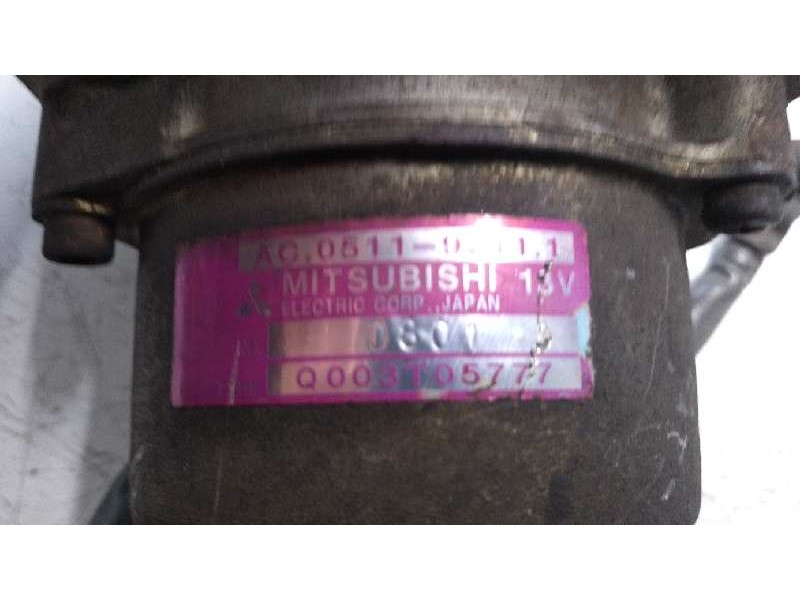 MITSUBISHI 13V
ELECTRIC CORP., JAPAN
0801
Q003T05777